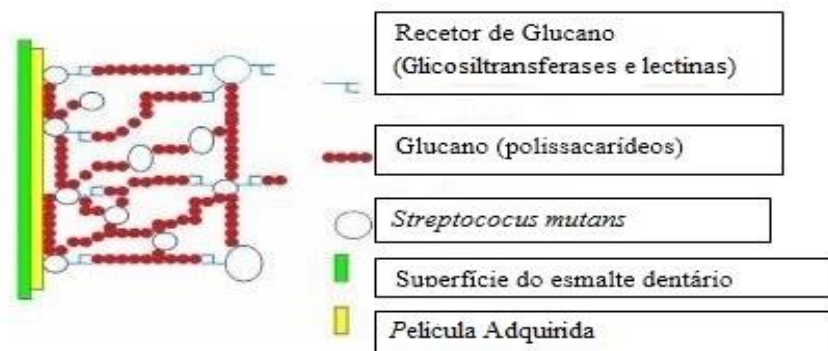 Recetor de Glucano
(Glicosiltransferases e lectinas)
Glucano (polissacarídeos)
Streptococus mutans
Superfície do esmalte dentário
Pelicula Adquirida